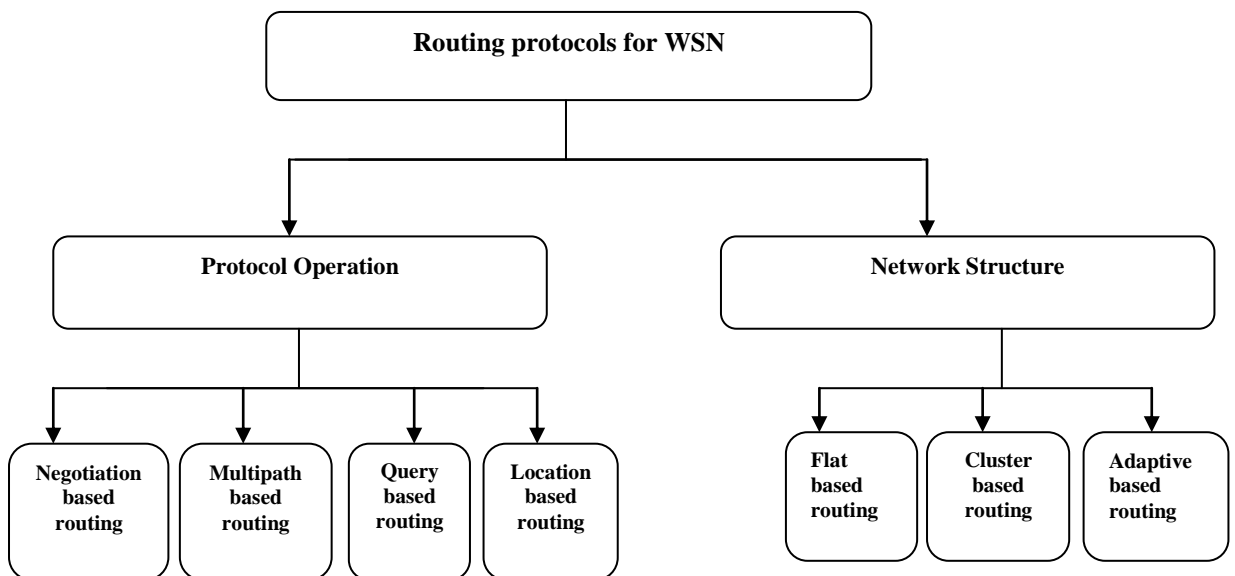 Routing protocols for WSN
Protocol Operation
Network Structure
Negotiation
based
routing
Multipath
based
routing
Query
based
routing
Location
based
routing
Flat
based
routing
Cluster
based
routing
Adaptive
based
routing